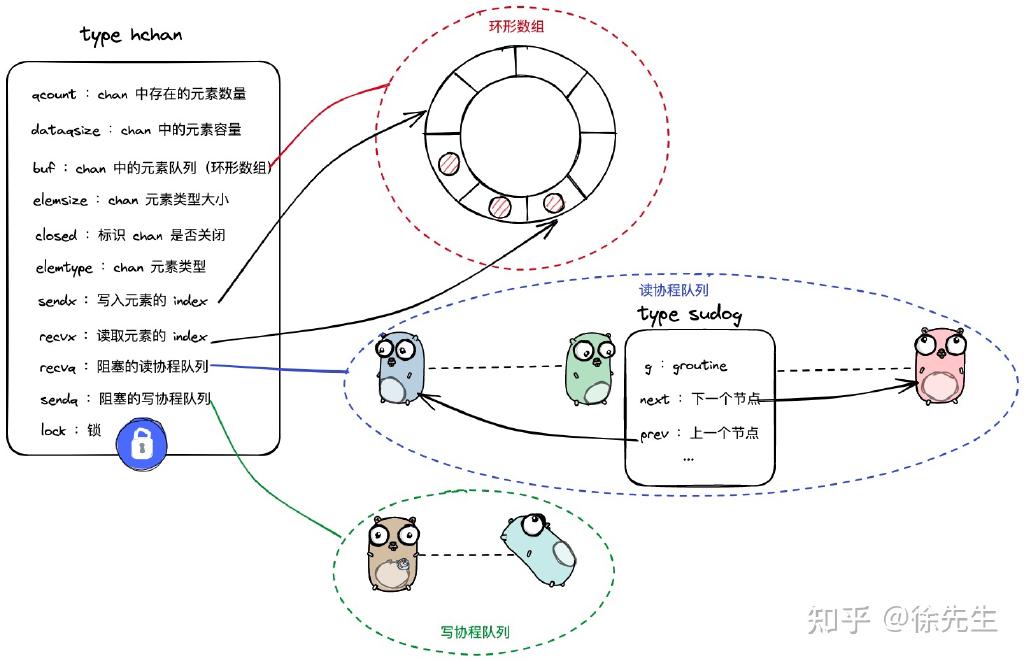 type hchan
qcount : chan 中存在的元素数量
dataqsize : chan 中的元素容量
buf : chan 中的元素队列 (环形数组)
elemsize : chan 元素类型大小
closed : 标识 chan 是否关闭
elemtype : chan 元素类型
sendx : 写入元素的 index
recvx : 读取元素的 index
recvq : 阻塞的读协程队列
sendq : 阻塞的写协程队列
lock : 锁
环形数组
读协程队列
type sudog
g : groutine
next : 下一个节点
prev : 上一个节点
...
写协程队列
知乎 @徐先生